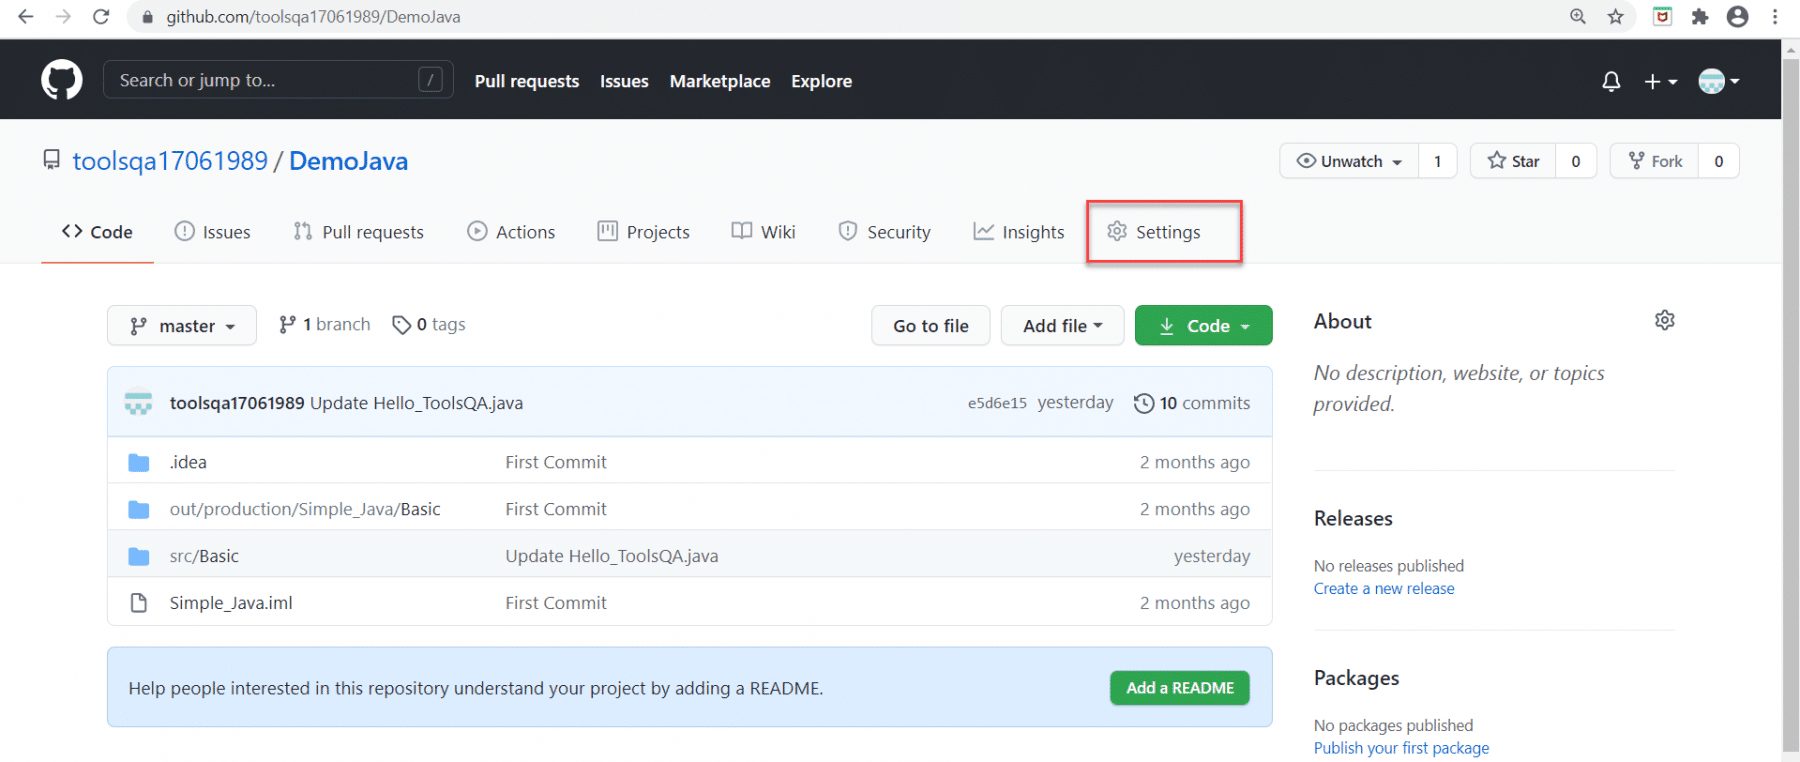 github.com/toolsqa17061989/DemoJava
Search or jump to... / Pull requests Issues Marketplace Explore
toolsqa17061989 / DemoJava Unwatch 1 Star 0 Fork 0
<> Code Issues Pull requests Actions Projects Wiki Security Insights Settings
master 1 branch 0 tags Go to file Add file Code
toolsqa17061989 Update Hello_ToolsQA.java e5d6e15 yesterday 10 commits
.idea First Commit 2 months ago
out/production/Simple_Java/Basic First Commit 2 months ago
src/Basic Update Hello_ToolsQA.java yesterday
Simple_Java.iml First Commit 2 months ago
Help people interested in this repository understand your project by adding a README. Add a README
About
No description, website, or topics
provided.
Releases
No releases published
Create a new release
Packages
No packages published
Publish your first package